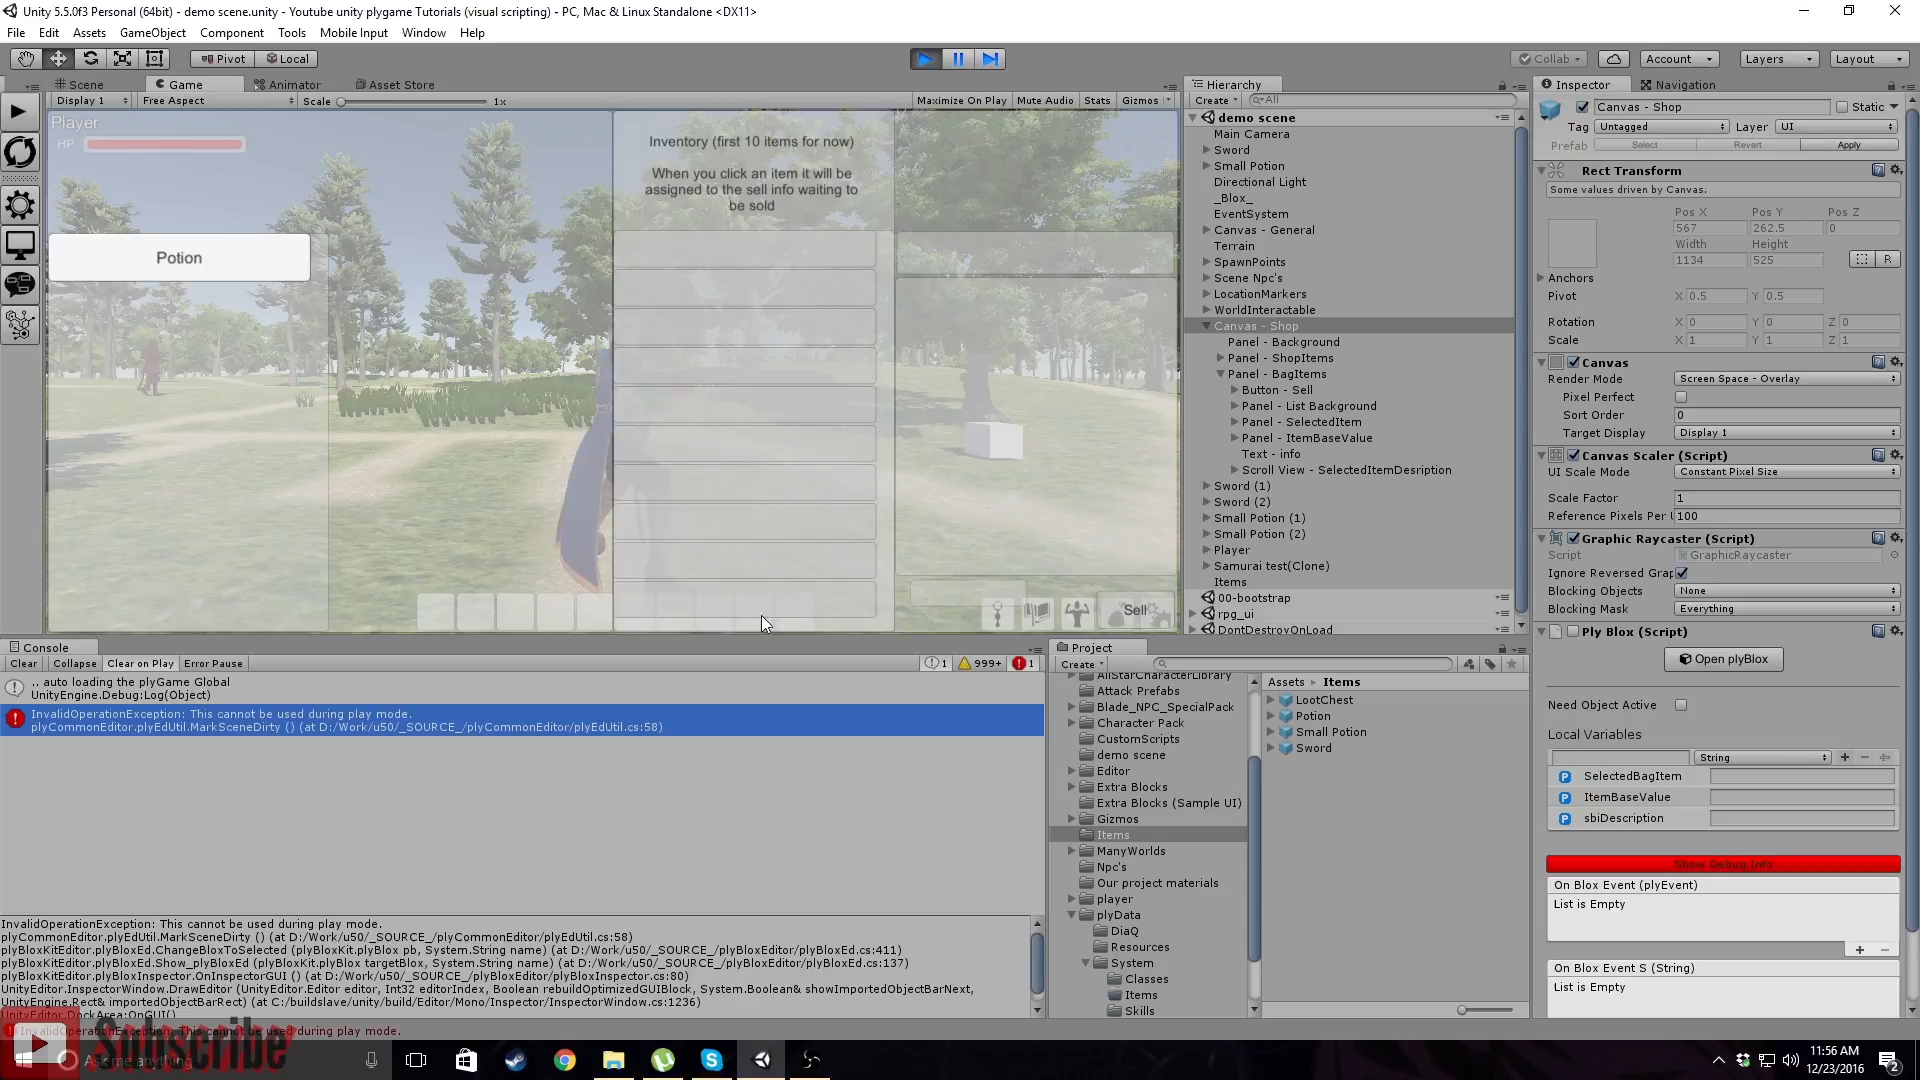 Unity 5.5.0f3 Personal (64bit) - demo scene.unity - Youtube unity plygame Tutorials (visual scripting) - PC, Mac & Linux Standalone <DX11>
File Edit Assets GameObject Component Tools Mobile Input Window Help
Pivot Local Collab Account Layers Layout
Scene Game Animator Asset Store
Display 1 Free Aspect Scale 1x Maximize On Play Mute Audio Stats Gizmos
Player
HP
Potion
Inventory (first 10 items for now)
When you click an item it will be
assigned to the sell info waiting to
be sold
Sell
Hierarchy
Create All
demo scene
Main Camera
Sword
Small Potion
Directional Light
_Blox_
EventSystem
Canvas - General
Terrain
SpawnPoints
Scene Npc's
LocationMarkers
WorldInteractable
Canvas - Shop
Panel - Background
Panel - ShopItems
Panel - BagItems
Button - Sell
Panel - List Background
Panel - SelectedItem
Panel - ItemBaseValue
Text - info
Scroll View - SelectedItemDesription
Sword (1)
Sword (2)
Small Potion (1)
Small Potion (2)
Player
Samurai test(Clone)
Items
00-bootstrap
rpg_ui
DontDestroyOnLoad
Inspector Navigation
Canvas - Shop Static
Tag Untagged Layer UI
Prefab Select Revert Apply
Rect Transform
Some values driven by Canvas.
Pos X Pos Y Pos Z
567 262.5 0
Width Height
1134 525
R
Anchors
Pivot X 0.5 Y 0.5
Rotation X 0 Y 0 Z 0
Scale X 1 Y 1 Z 1
Canvas
Render Mode Screen Space - Overlay
Pixel Perfect
Sort Order 0
Target Display Display 1
Canvas Scaler (Script)
UI Scale Mode Constant Pixel Size
Scale Factor 1
Reference Pixels Per U 100
Graphic Raycaster (Script)
Script GraphicRaycaster
Ignore Reversed Grap
Blocking Objects None
Blocking Mask Everything
Ply Blox (Script)
Open plyBlox
Need Object Active
Local Variables
String
SelectedBagItem
ItemBaseValue
sbiDescription
Show Debug Info
On Blox Event (plyEvent)
List is Empty
On Blox Event S (String)
List is Empty
Console
Clear Collapse Clear on Play Error Pause 1 999+ 1
.. auto loading the plyGame Global
UnityEngine.Debug:Log(Object)
InvalidOperationException: This cannot be used during play mode.
plyCommonEditor.plyEdUtil.MarkSceneDirty () (at D:/Work/u50/_SOURCE_/plyCommonEditor/plyEdUtil.cs:58)
InvalidOperationException: This cannot be used during play mode.
plyCommonEditor.plyEdUtil.MarkSceneDirty () (at D:/Work/u50/_SOURCE_/plyCommonEditor/plyEdUtil.cs:58)
plyBloxKitEditor.plyBloxEd.ChangeBloxToSelected (plyBloxKit.plyBlox pb, System.String name) (at D:/Work/u50/_SOURCE_/plyBloxEditor/plyBloxEd.cs:411)
plyBloxKitEditor.plyBloxEd.Show_plyBloxEd (plyBloxKit.plyBlox targetBlox, System.String name) (at D:/Work/u50/_SOURCE_/plyBloxEditor/plyBloxEd.cs:137)
plyBloxKitEditor.plyBloxInspector.OnInspectorGUI () (at D:/Work/u50/_SOURCE_/plyBloxEditor/plyBloxInspector.cs:80)
UnityEditor.InspectorWindow.DrawEditor (UnityEditor.Editor editor, Int32 editorIndex, Boolean rebuildOptimizedGUIBlock, System.Boolean& showImportedObjectBarNext,
UnityEngine.Rect& importedObjectBarRect) (at C:/buildslave/unity/build/Editor/Mono/Inspector/InspectorWindow.cs:1236)
UnityEditor.DockArea:OnGUI()
InvalidOperationException: This cannot be used during play mode.
Project
Create
AllStarCharacterLibrary
Attack Prefabs
Blade_NPC_SpecialPack
Character Pack
CustomScripts
demo scene
Editor
Extra Blocks
Extra Blocks (Sample UI)
Gizmos
Items
ManyWorlds
Npc's
Our project materials
player
plyData
DiaQ
Resources
System
Classes
Items
Skills
Assets Items
LootChest
Potion
Small Potion
Sword
Subscribe
Ask me anything
11:56 AM
12/23/2016
2